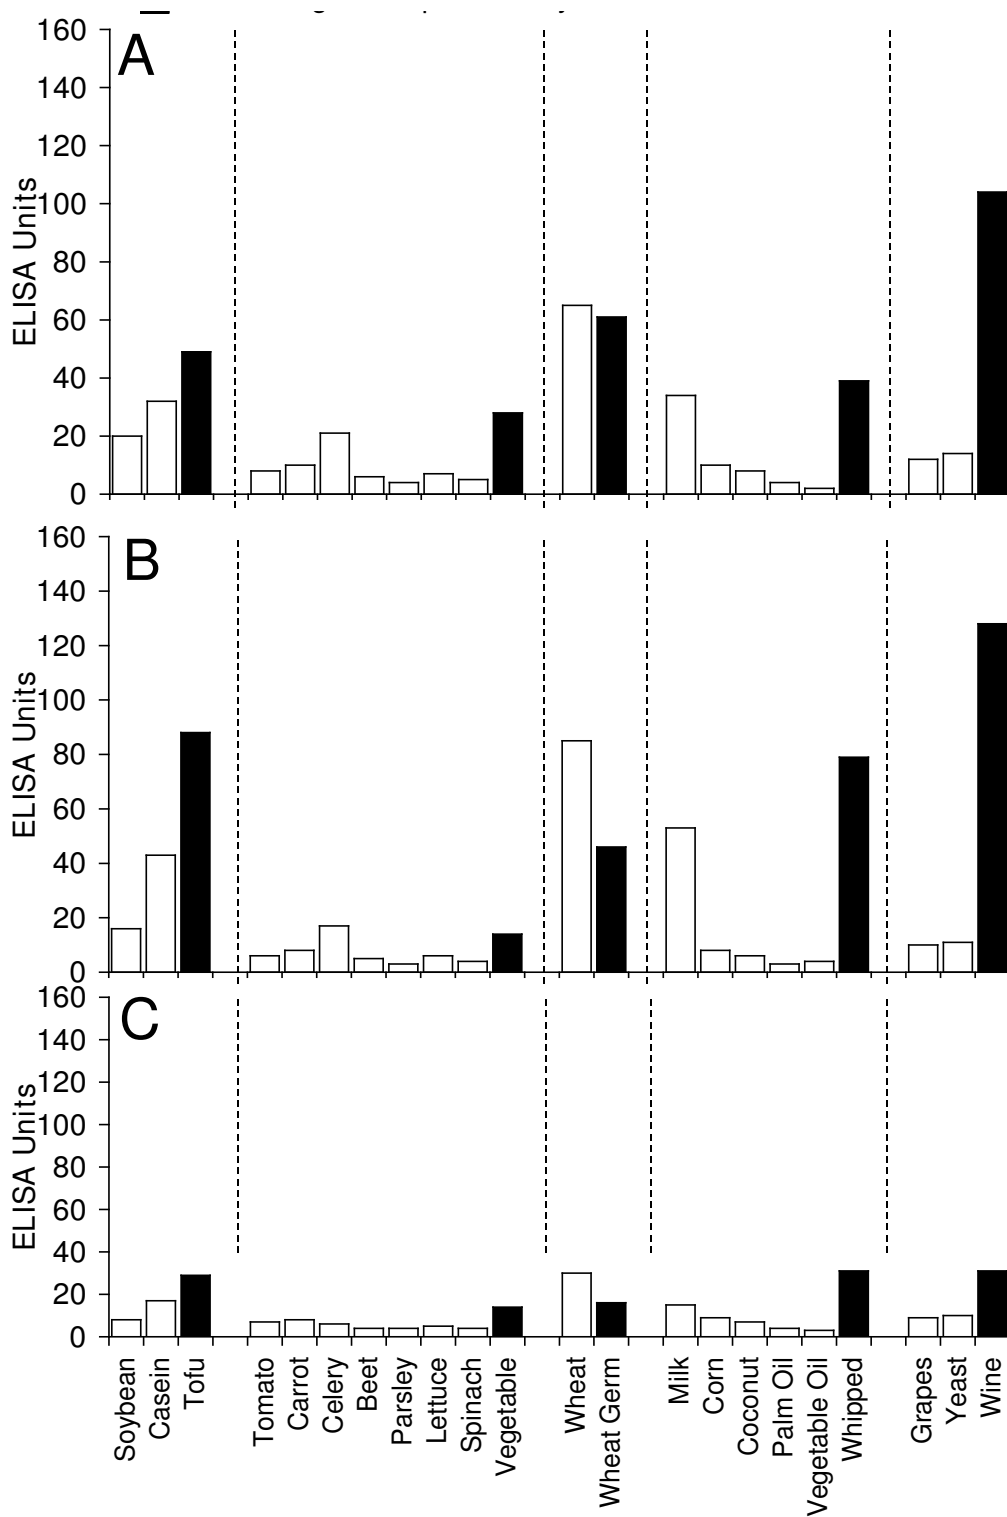 160
A
140
120
100
80
60
40
20
0
ELISA Units
160
B
140
120
100
80
60
40
20
0
ELISA Units
160
C
140
120
100
80
60
40
20
0
ELISA Units
Soybean
Casein
Tofu
Tomato
Carrot
Celery
Beet
Parsley
Lettuce
Spinach
Vegetable
Wheat
Wheat Germ
Milk
Corn
Coconut
Palm Oil
Vegetable Oil
Whipped
Grapes
Yeast
Wine